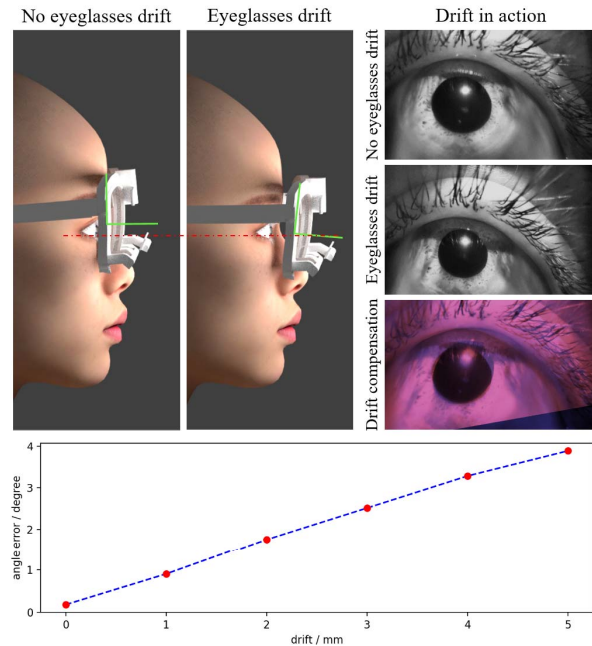 No eyeglasses drift
Eyeglasses drift
Drift in action
No eyeglasses drift
Eyeglasses drift
Drift compensation
4
3
2
1
0
angle error / degree
0 1 2 3 4 5
drift / mm